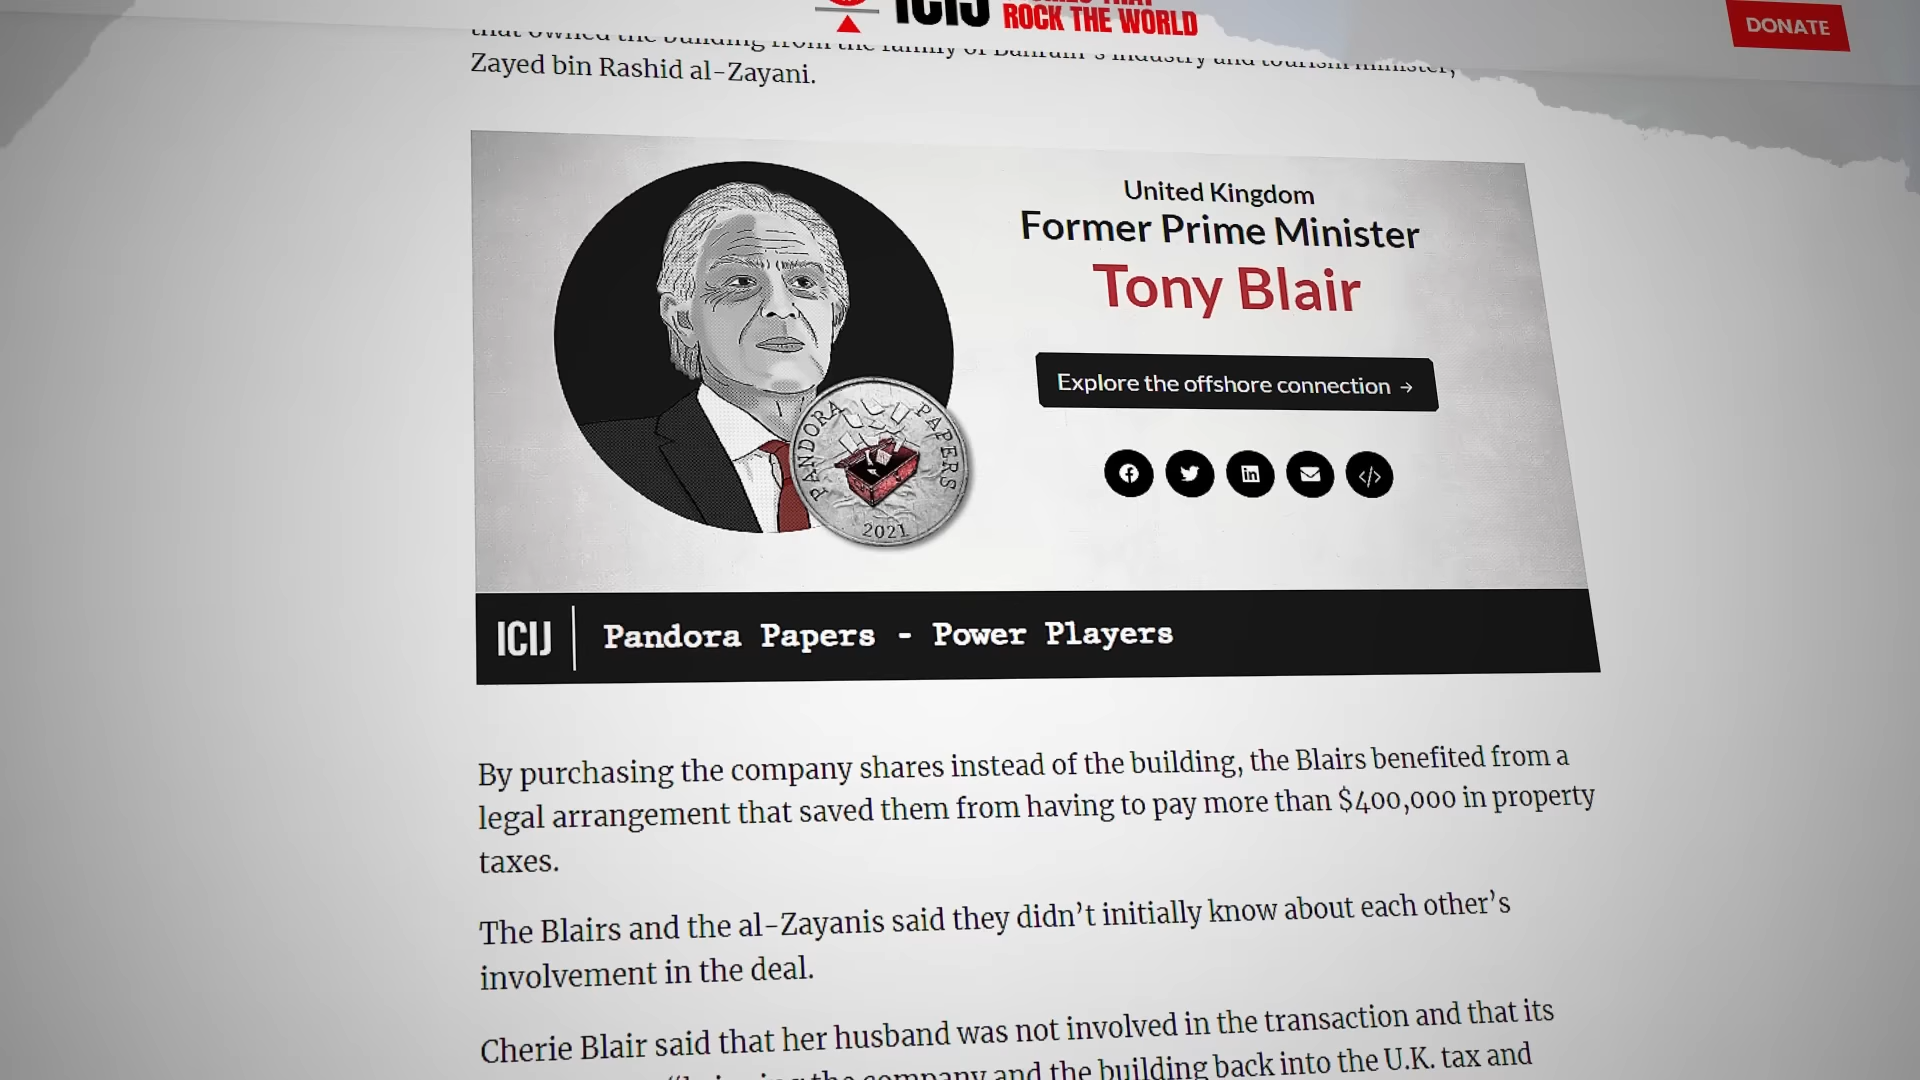 ICIJ
ROCK THE WORLD
DONATE
that owned the building from the family of Bahrain's industry and tourism minister,
Zayed bin Rashid al-Zayani.
United Kingdom
Former Prime Minister
Tony Blair
Explore the offshore connection →
PANDORA PAPERS
2021
ICIJ Pandora Papers - Power Players
By purchasing the company shares instead of the building, the Blairs benefited from a
legal arrangement that saved them from having to pay more than $400,000 in property
taxes.
The Blairs and the al-Zayanis said they didn't initially know about each other's
involvement in the deal.
Cherie Blair said that her husband was not involved in the transaction and that its
the company and the building back into the U.K. tax and